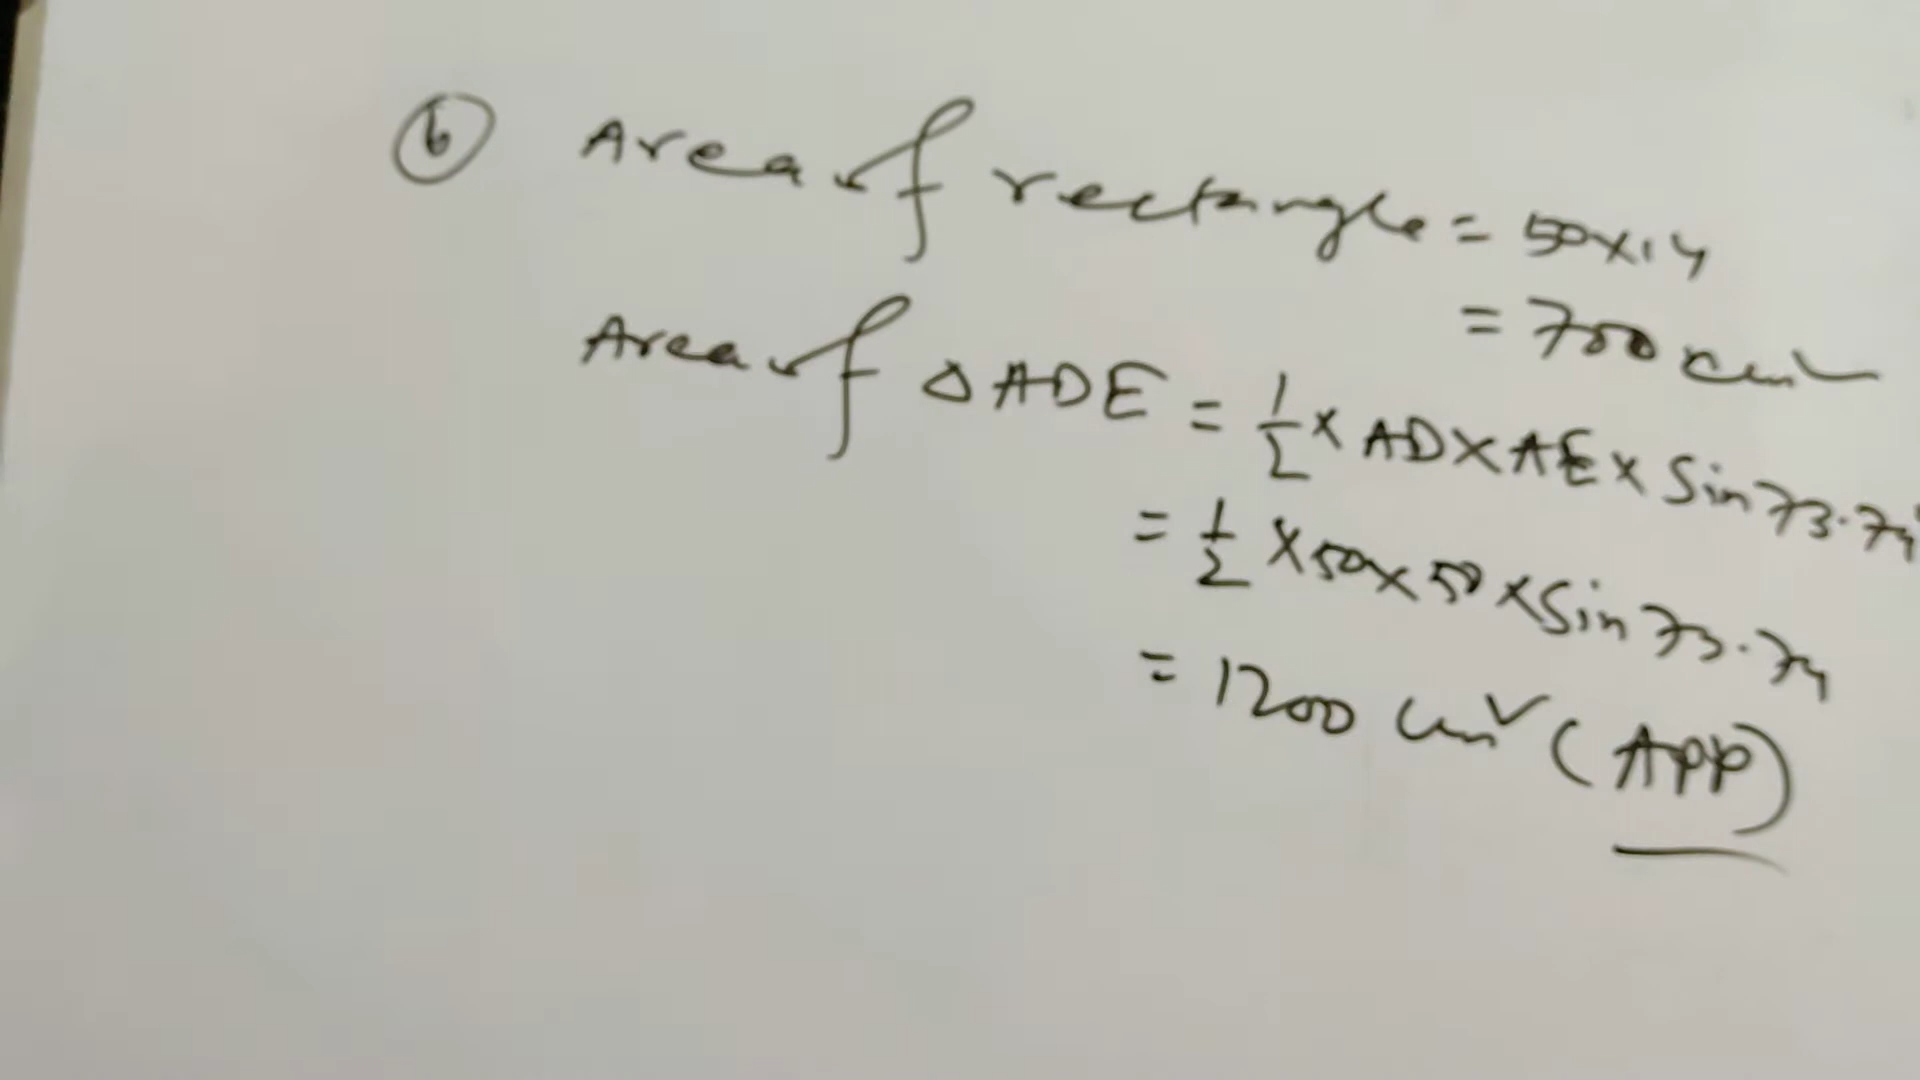 (b) Area of rectangle = 50×14
= 700 cm²
Area of △ADE = 1/2 × AD × AE × Sin 73.74°
= 1/2 × 50 × 50 × Sin 73.74
= 1200 cm² (App)